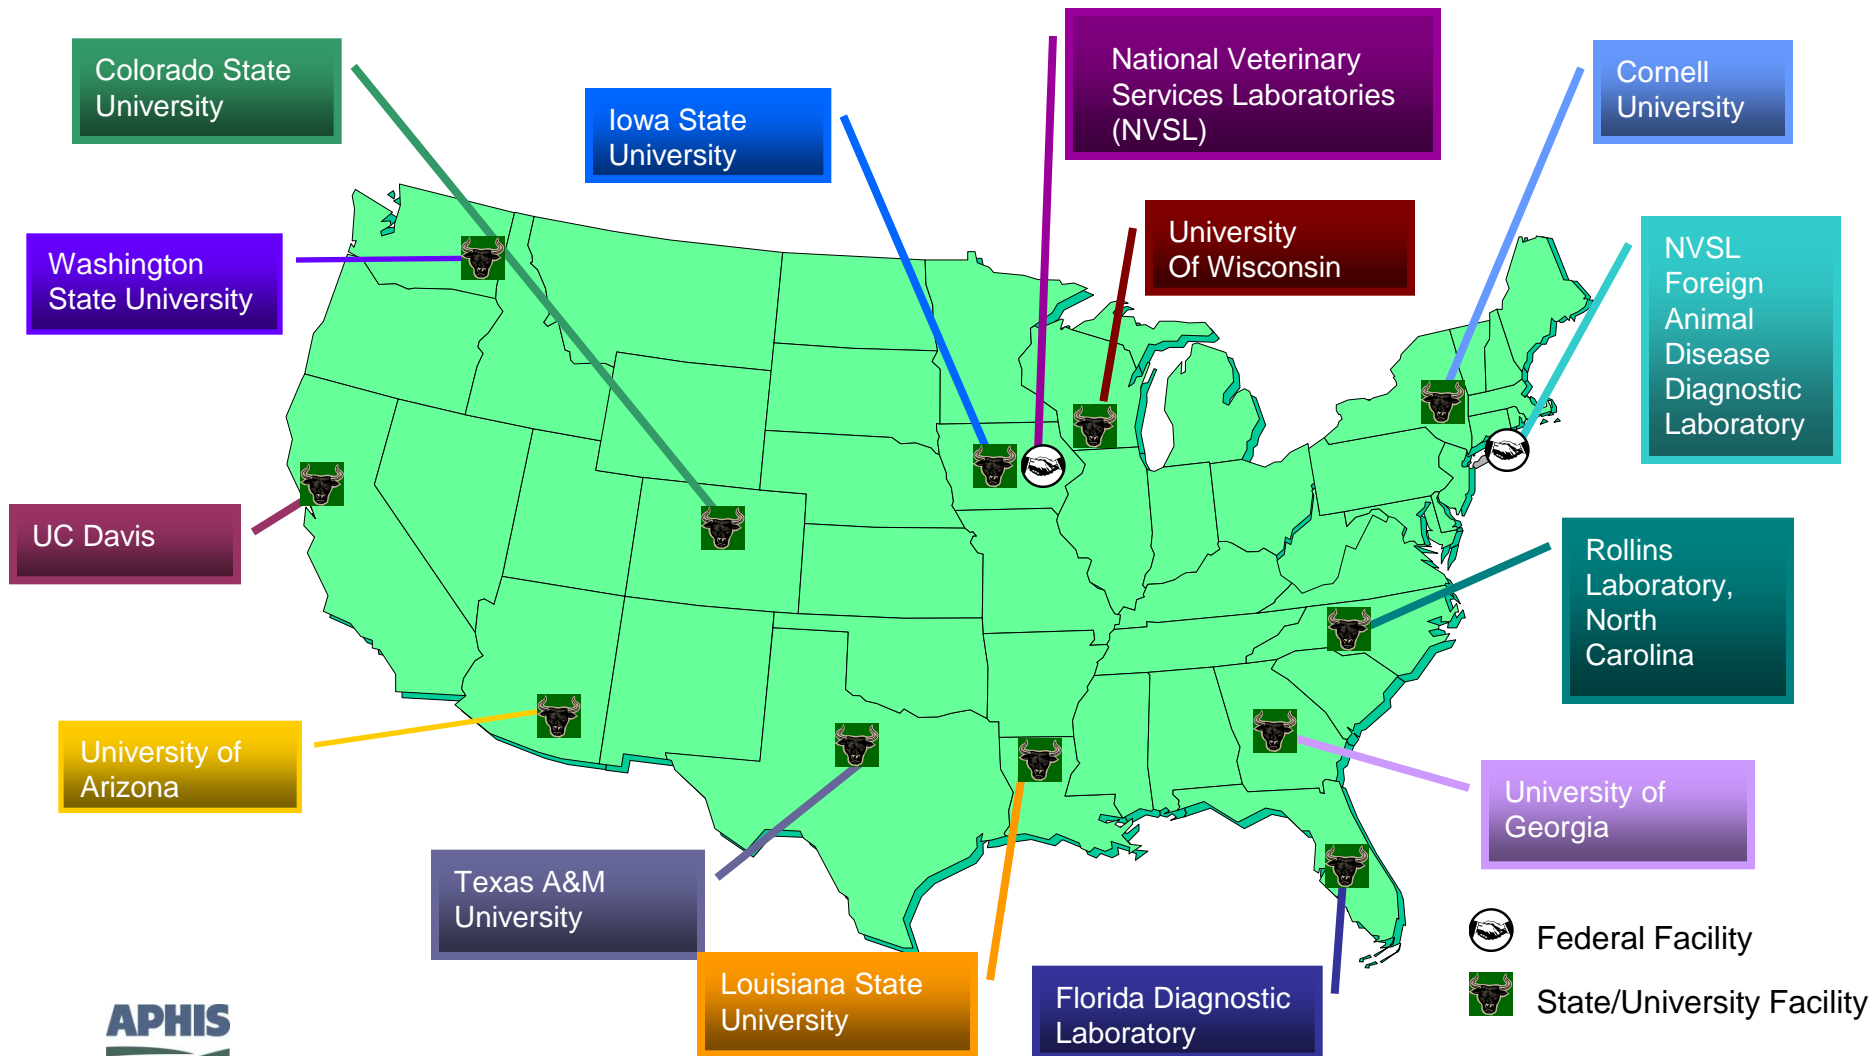 Colorado State
University
Iowa State
University
National Veterinary
Services Laboratories
(NVSL)
Cornell
University
Washington
State University
University
Of Wisconsin
NVSL
Foreign
Animal
Disease
Diagnostic
Laboratory
UC Davis
Rollins
Laboratory,
North
Carolina
University of
Arizona
University of
Georgia
Texas A&M
University
Louisiana State
University
Florida Diagnostic
Laboratory
Federal Facility
State/University Facility
APHIS